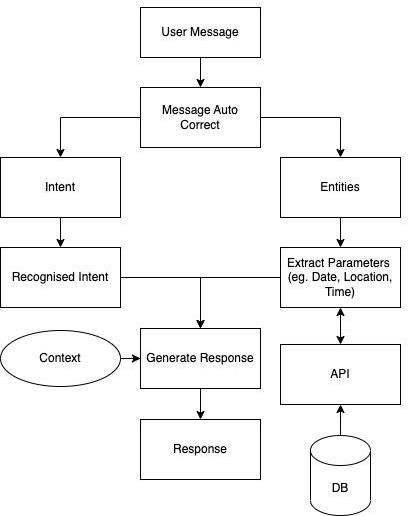 User Message
Message Auto
Correct
Intent
Entities
Recognised Intent
Extract Parameters
(eg. Date, Location,
Time)
Context
Generate Response
API
Response
DB